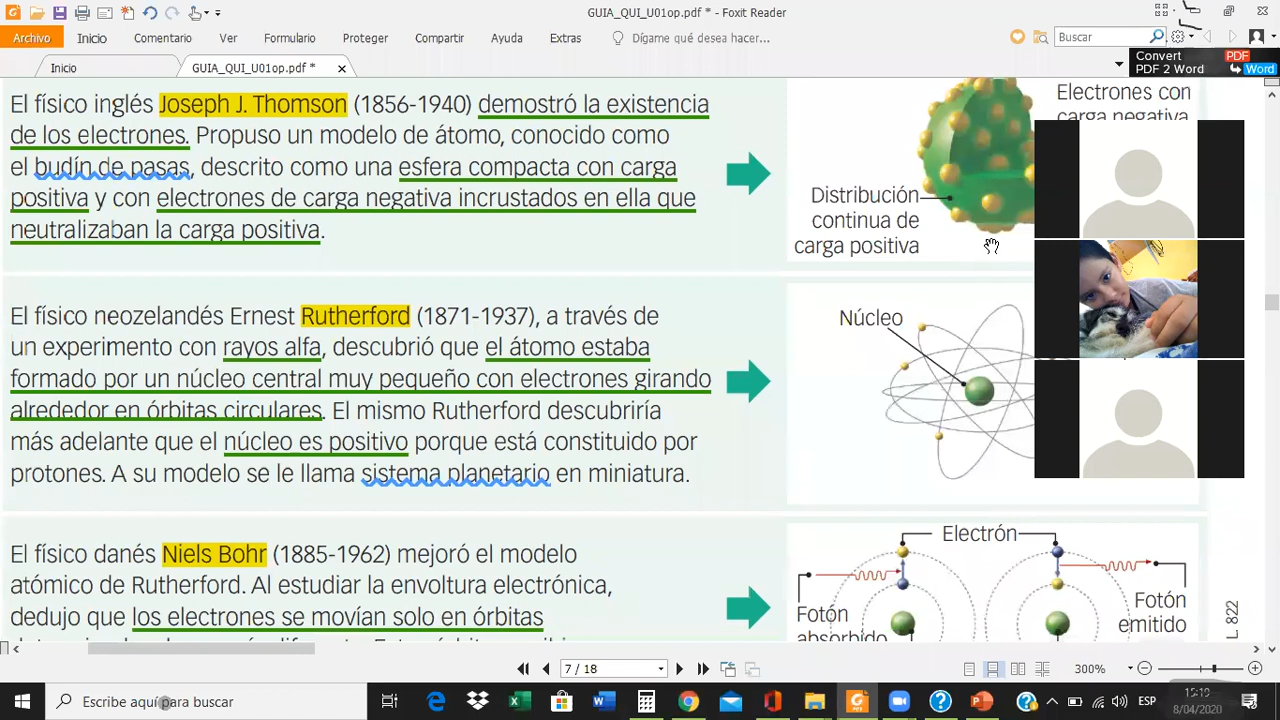 GUIA_QUI_U01op.pdf * - Foxit Reader
Archivo Inicio Comentario Ver Formulario Proteger Compartir Ayuda Extras Dígame qué desea hacer... Buscar
Inicio GUIA_QUI_U01op.pdf *
Convert PDF
PDF 2 Word Word
El físico inglés Joseph J. Thomson (1856-1940) demostró la existencia
de los electrones. Propuso un modelo de átomo, conocido como
el budín de pasas, descrito como una esfera compacta con carga
positiva y con electrones de carga negativa incrustados en ella que
neutralizaban la carga positiva.
Electrones con
carga negativa
Distribución
continua de
carga positiva
El físico neozelandés Ernest Rutherford (1871-1937), a través de
un experimento con rayos alfa, descubrió que el átomo estaba
formado por un núcleo central muy pequeño con electrones girando
alrededor en órbitas circulares. El mismo Rutherford descubriría
más adelante que el núcleo es positivo porque está constituido por
protones. A su modelo se le llama sistema planetario en miniatura.
Núcleo
El físico danés Niels Bohr (1885-1962) mejoró el modelo
atómico de Rutherford. Al estudiar la envoltura electrónica,
dedujo que los electrones se movían solo en órbitas
Electrón
Fotón
absorbido
Fotón
emitido
L 822
7 / 18
300%
Escribe aquí para buscar
ESP
8/04/2020